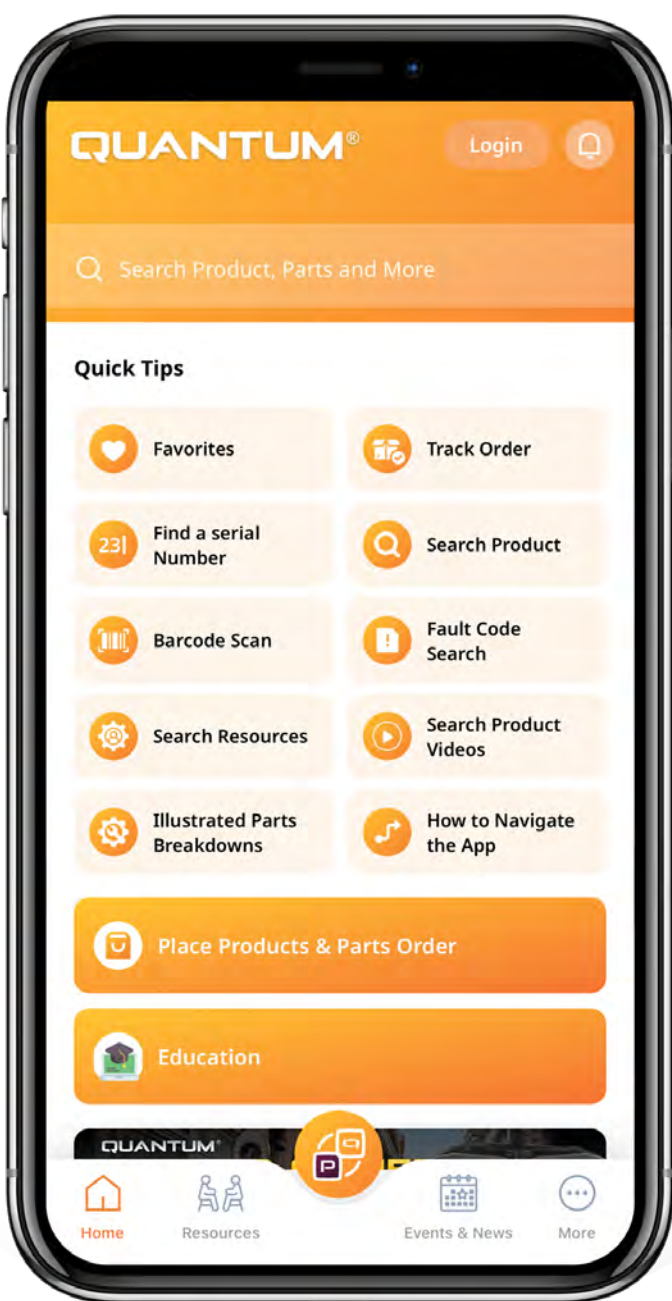 QUANTUM®
Login
Search Product, Parts and More
Quick Tips
Favorites
Track Order
Find a serial
Number
23|
Search Product
Barcode Scan
Fault Code
Search
Search Resources
Search Product
Videos
Illustrated Parts
Breakdowns
How to Navigate
the App
Place Products & Parts Order
Education
QUANTUM
P
Home
Resources
Events & News
More